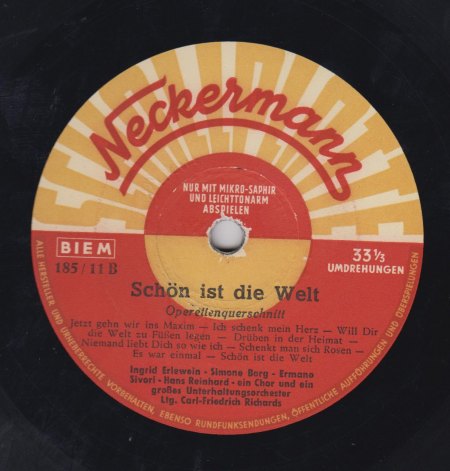 Neckermann
NUR MIT MIKRO-SAPHIR
UND LEICHTTONARM
ABSPIELEN
BIEM
185/11 B
33⅓
UMDREHUNGEN
Schön ist die Welt
Operettenquerschnitt
Jetzt gehn wir ins Maxim — Ich schenk mein Herz — Will Dir
die Welt zu Füßen legen — Drüben in der Heimat —
Niemand liebt Dich so wie ich — Schenkt man sich Rosen —
Es war einmal — Schön ist die Welt
Ingrid Erlewein - Simone Borg - Ermano
Sivori - Hans Reinhard - ein Chor und ein
großes Unterhaltungsorchester
Ltg. Carl-Friedrich Richards
ALLE HERSTELLER UND URHEBERRECHTE VORBEHALTEN, EBENSO RUNDFUNKSENDUNGEN, ÖFFENTLICHE AUFFÜHRUNGEN UND ÜBERSPIELUNGEN